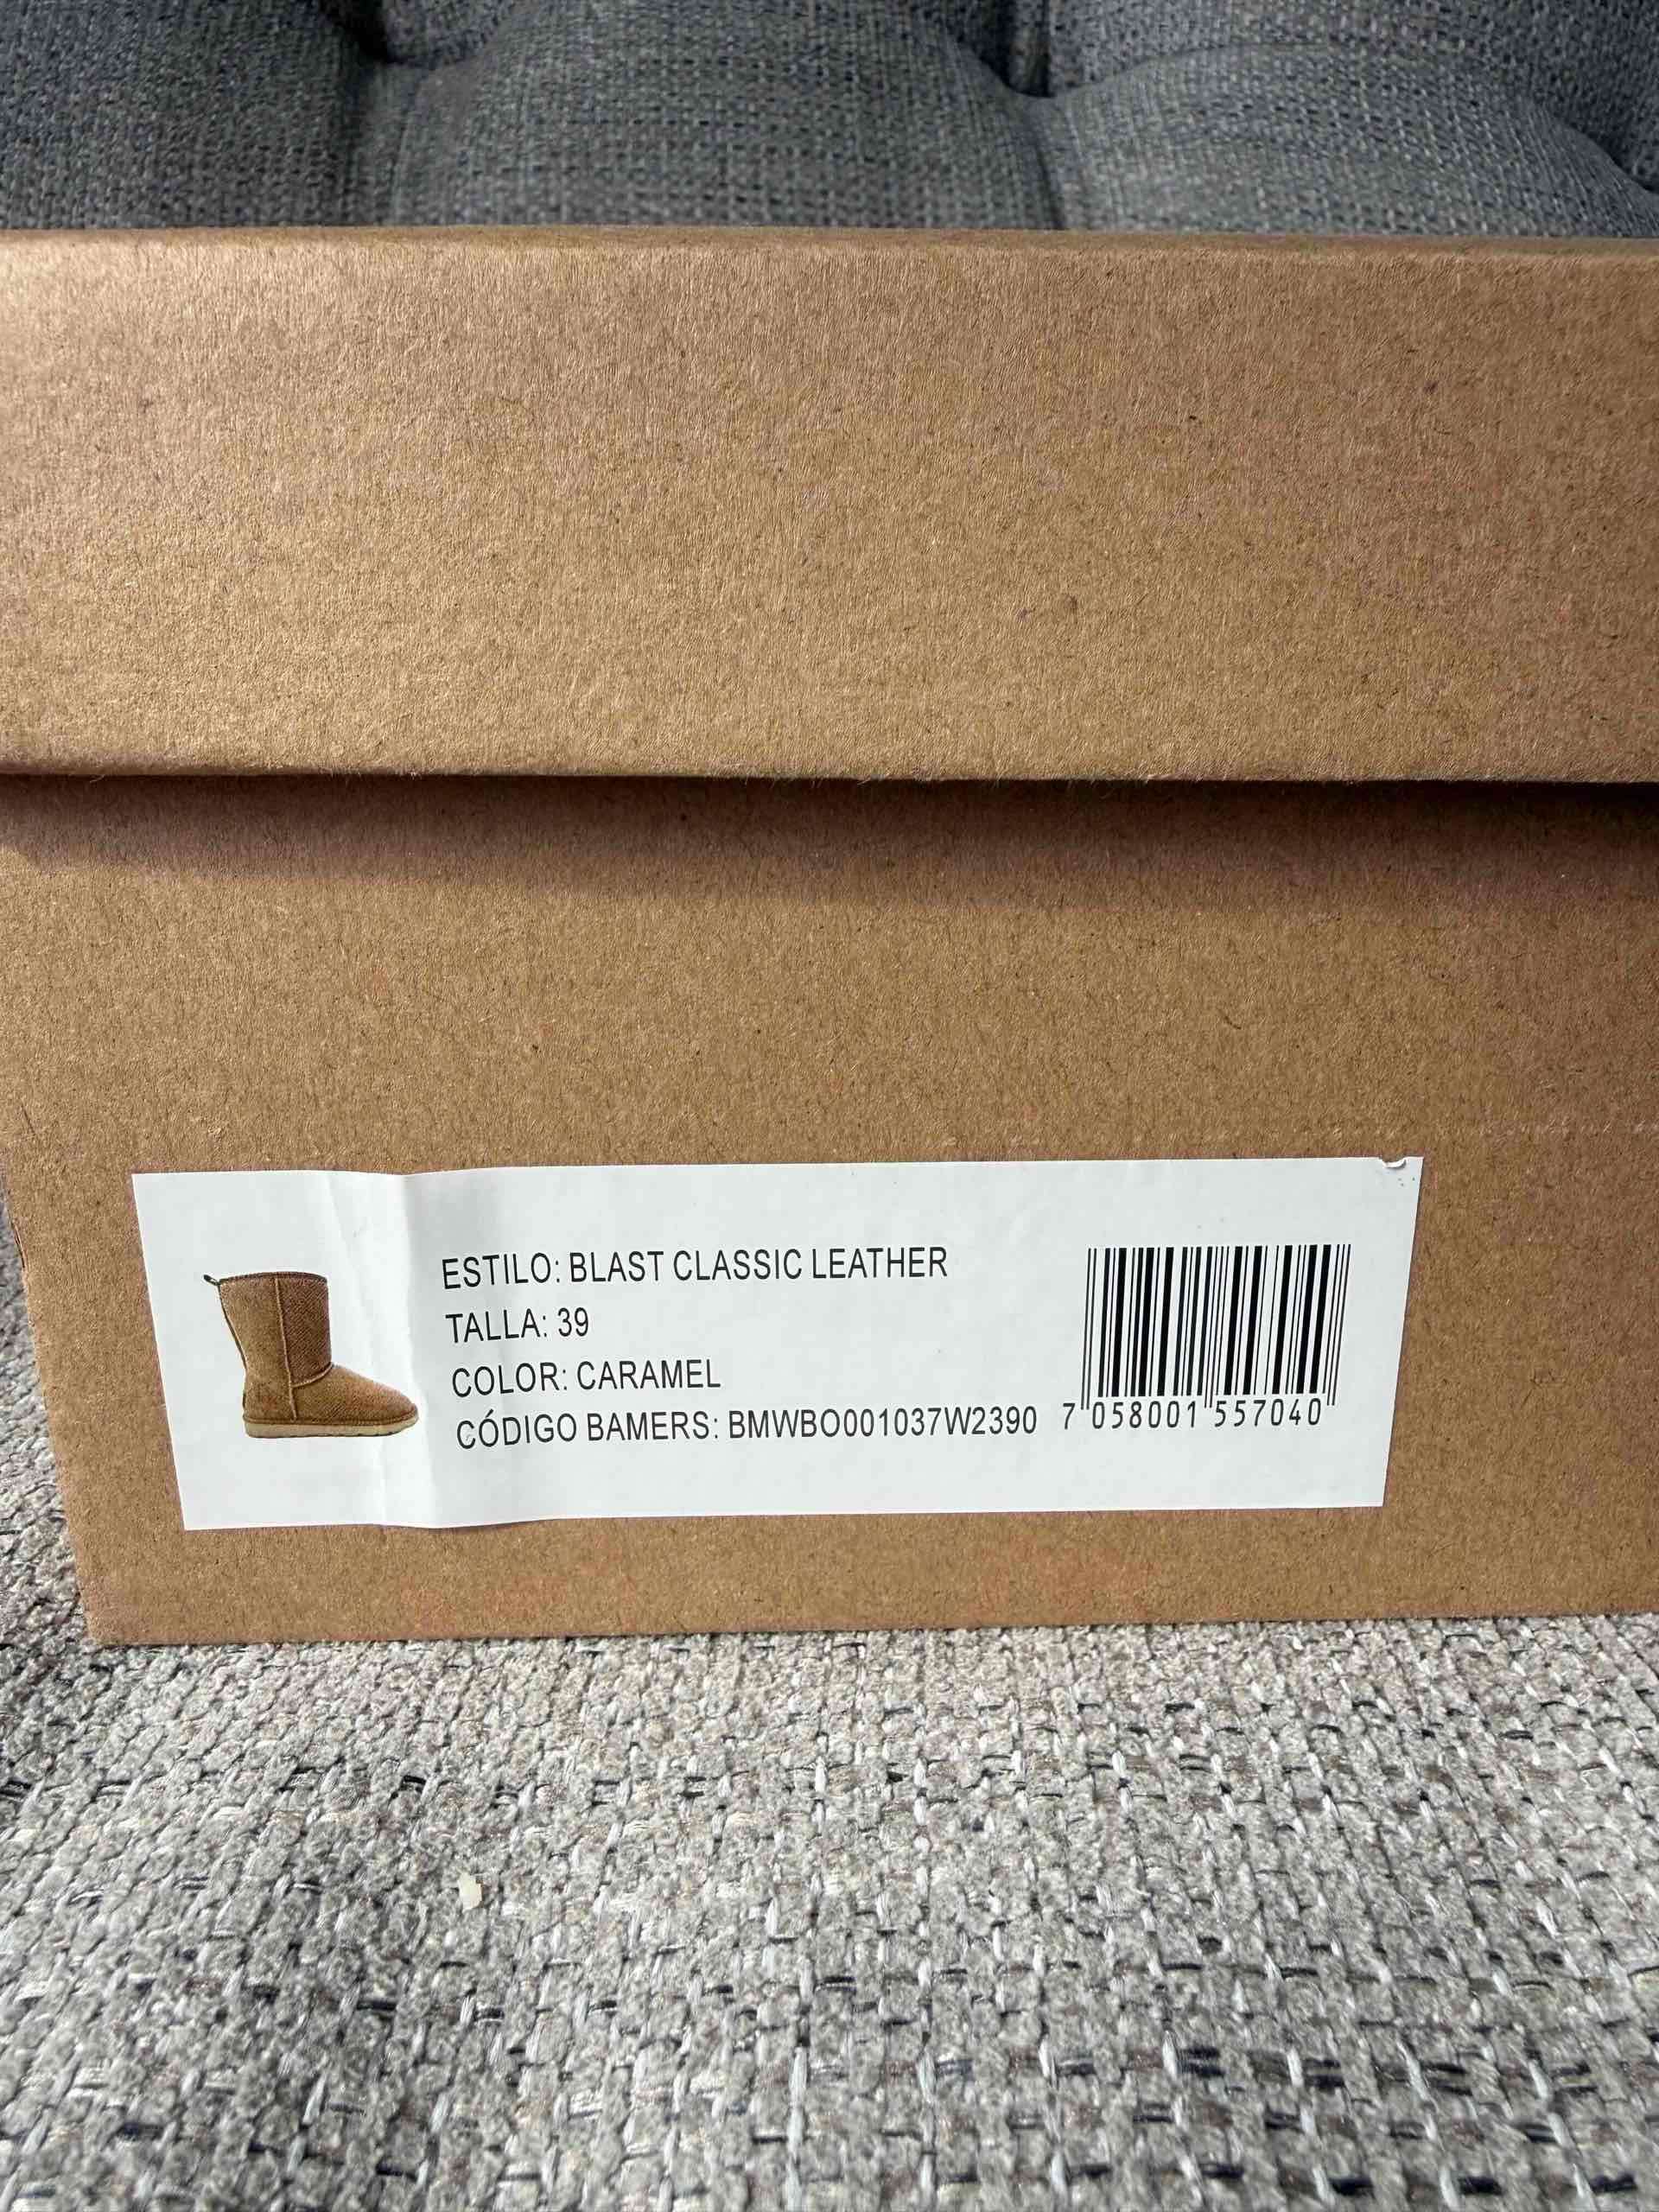 ESTILO: BLAST CLASSIC LEATHER
TALLA: 39
COLOR: CARAMEL
CÓDIGO BAMERS: BMWBO001037W2390
7 058001 557040